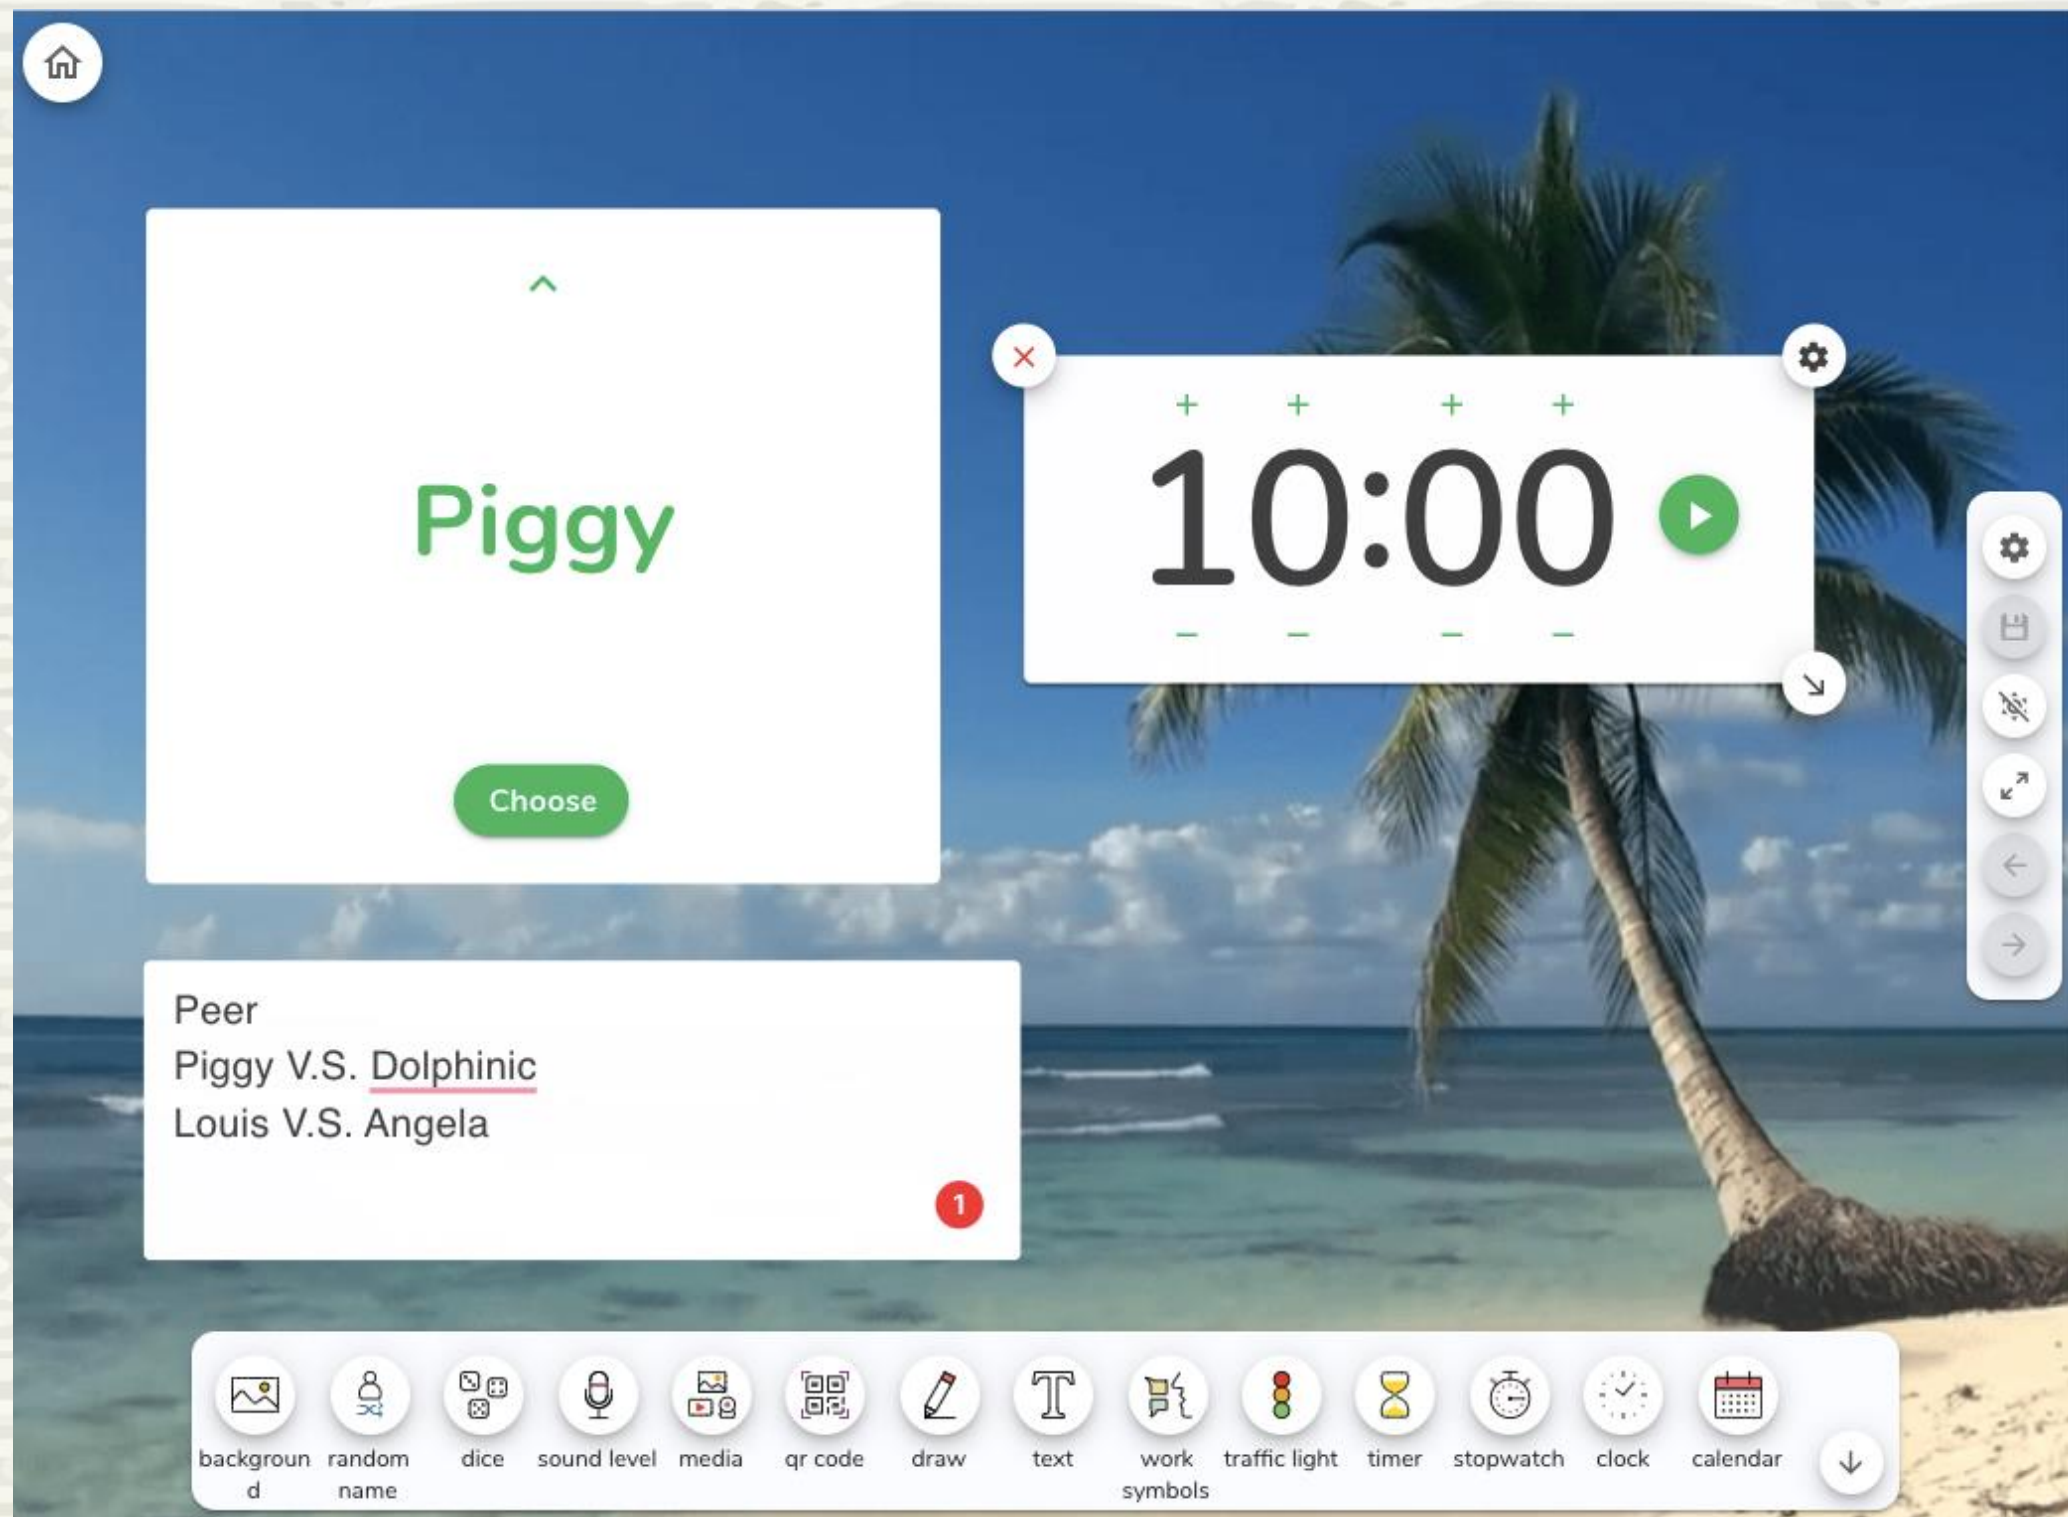 Piggy
Choose
10:00
Peer
Piggy V.S. Dolphinic
Louis V.S. Angela
1
background
random name
dice
sound level
media
qr code
draw
text
work symbols
traffic light
timer
stopwatch
clock
calendar